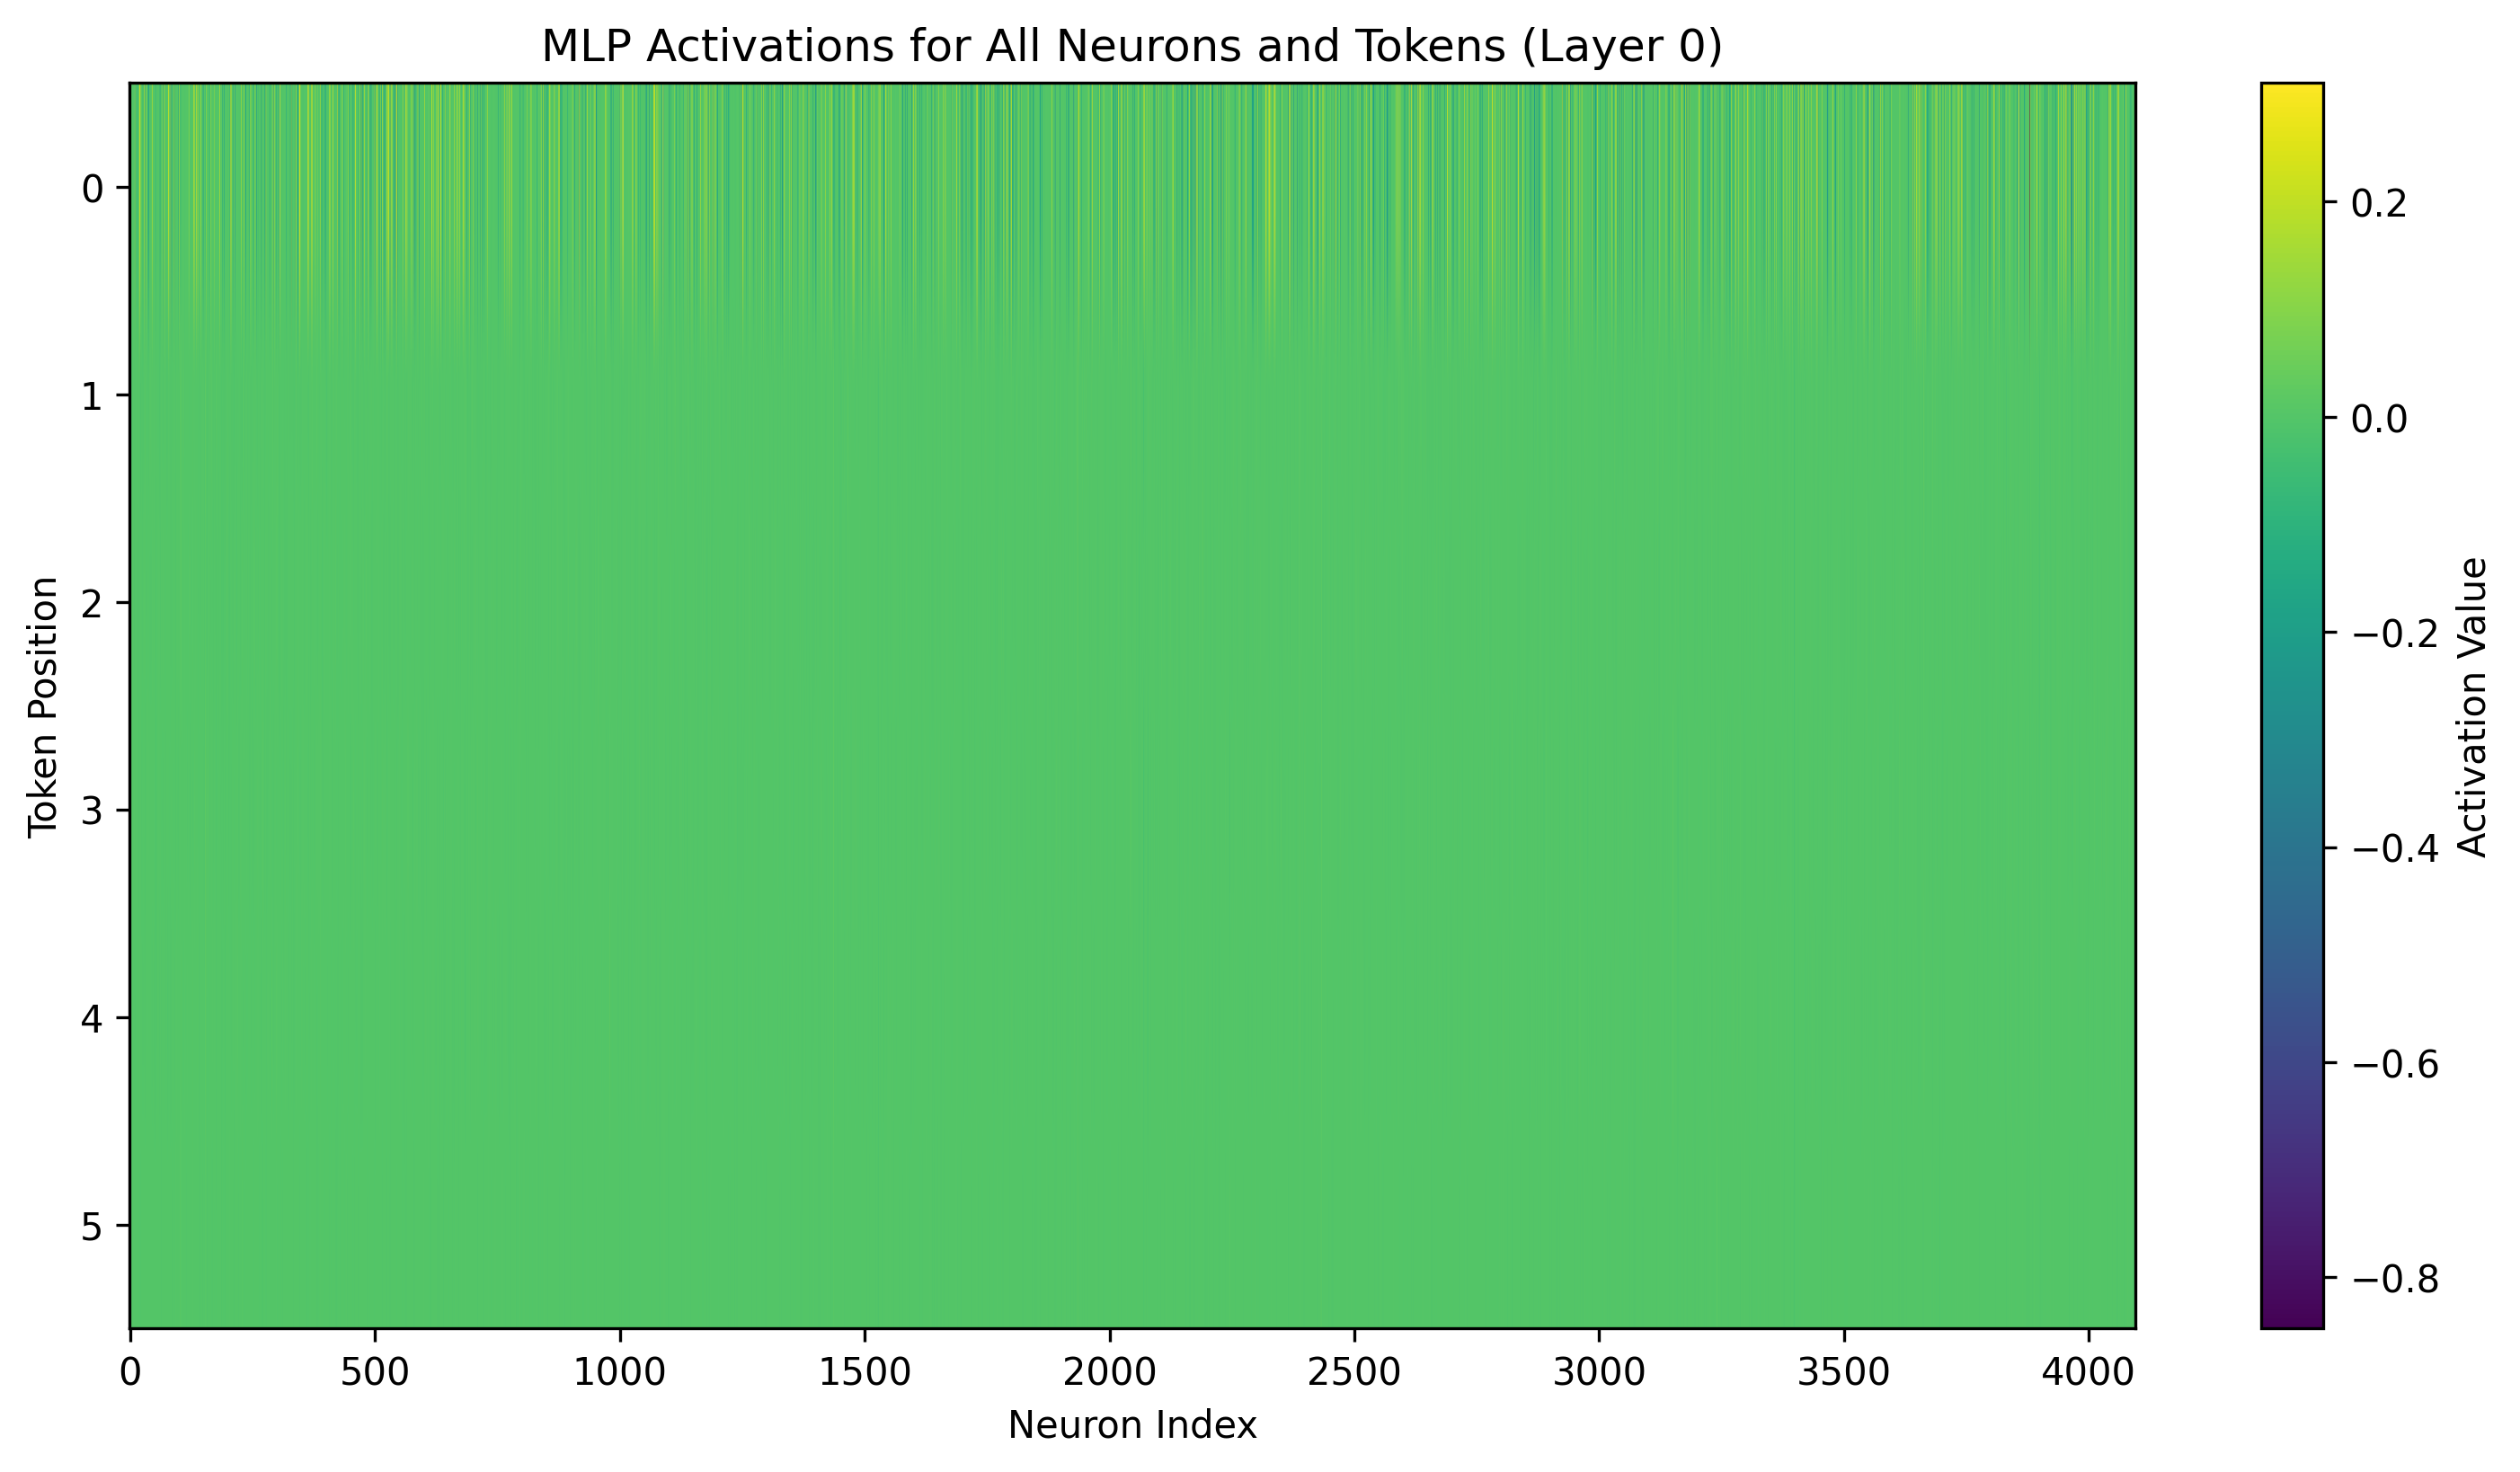 MLP Activations for All Neurons and Tokens (Layer 0)
Token Position
0
1
2
3
4
5
0 500 1000 1500 2000 2500 3000 3500 4000
Neuron Index
0.2
0.0
−0.2
−0.4
−0.6
−0.8
Activation Value